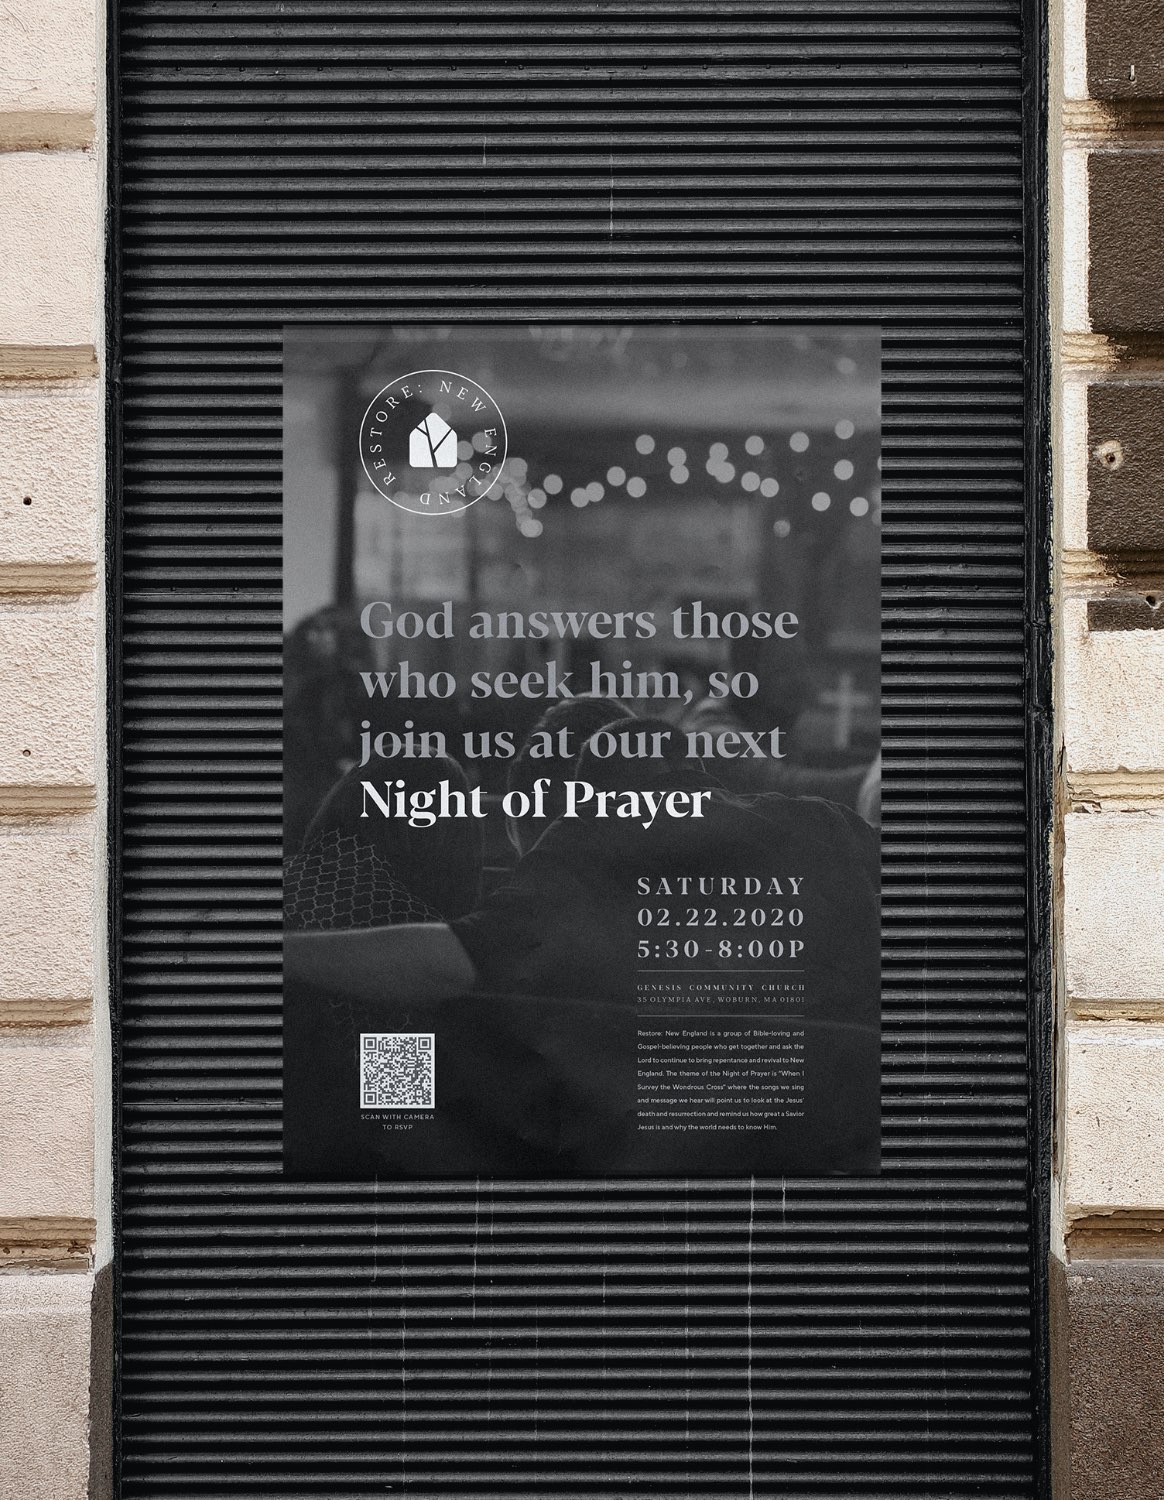 RESTORE: NEW ENGLAND
God answers those
who seek him, so
join us at our next
Night of Prayer
SATURDAY
02.22.2020
5:30-8:00P
GENESIS COMMUNITY CHURCH
35 OLYMPIA AVE, WOBURN, MA 01801
Restore: New England is a group of Bible-loving and
Gospel-believing people who get together and ask the
Lord to continue to bring repentance and revival to New
England. The theme of the Night of Prayer is "When I
Survey the Wondrous Cross" where the songs we sing
and message we hear will point us to look at the Jesus'
death and resurrection and remind us how great a Savior
Jesus is and why the world needs to know Him.
SCAN WITH CAMERA
TO RSVP